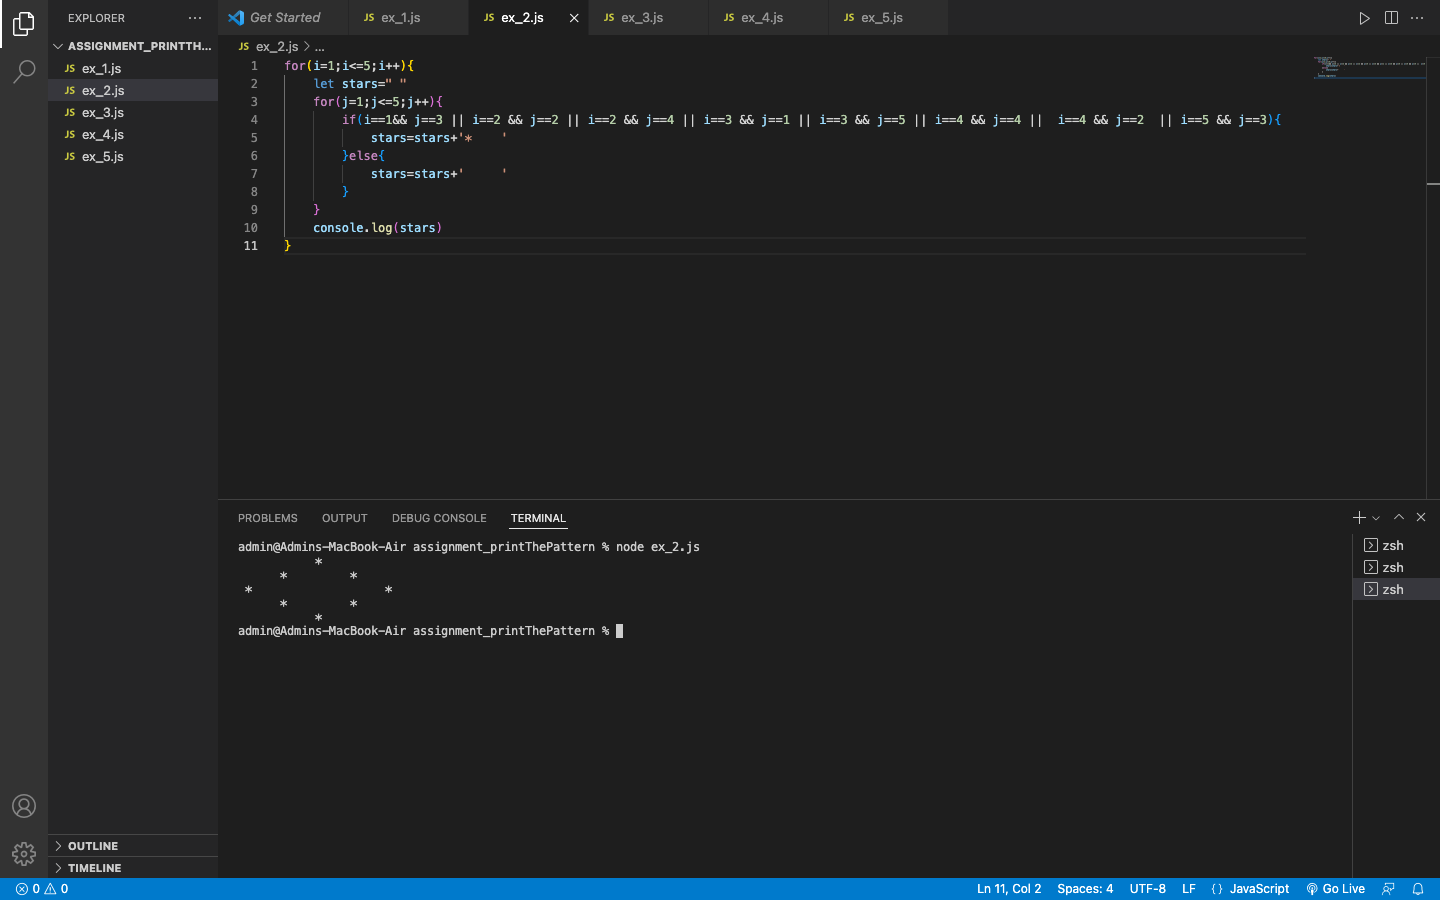 EXPLORER
ASSIGNMENT_PRINTTH...
JS ex_1.js
JS ex_2.js
JS ex_3.js
JS ex_4.js
JS ex_5.js
OUTLINE
TIMELINE
Get Started
JS ex_1.js
JS ex_2.js
JS ex_3.js
JS ex_4.js
JS ex_5.js
JS ex_2.js > ...
1 for(i=1;i<=5;i++){
2     let stars=" "
3     for(j=1;j<=5;j++){
4         if(i==1&& j==3 || i==2 && j==2 || i==2 && j==4 || i==3 && j==1 || i==3 && j==5 || i==4 && j==4 ||  i==4 && j==2  || i==5 && j==3){
5             stars=stars+'*    '
6         }else{
7             stars=stars+'     '
8         }
9     }
10     console.log(stars)
11 }
PROBLEMS OUTPUT DEBUG CONSOLE TERMINAL
admin@Admins-MacBook-Air assignment_printThePattern % node ex_2.js
           *
      *         *
 *                   *
      *         *
           *
admin@Admins-MacBook-Air assignment_printThePattern %
zsh
zsh
zsh
0 0
Ln 11, Col 2 Spaces: 4 UTF-8 LF {} JavaScript Go Live